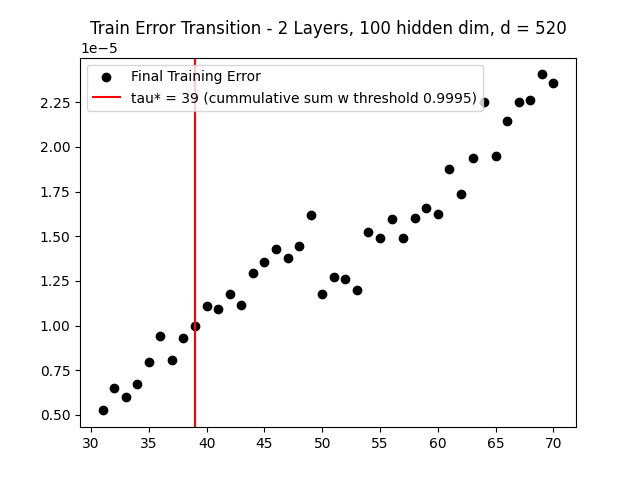 Train Error Transition - 2 Layers, 100 hidden dim, d = 520
1e−5
Final Training Error
tau* = 39 (cummulative sum w threshold 0.9995)
2.25
2.00
1.75
1.50
1.25
1.00
0.75
0.50
30 35 40 45 50 55 60 65 70